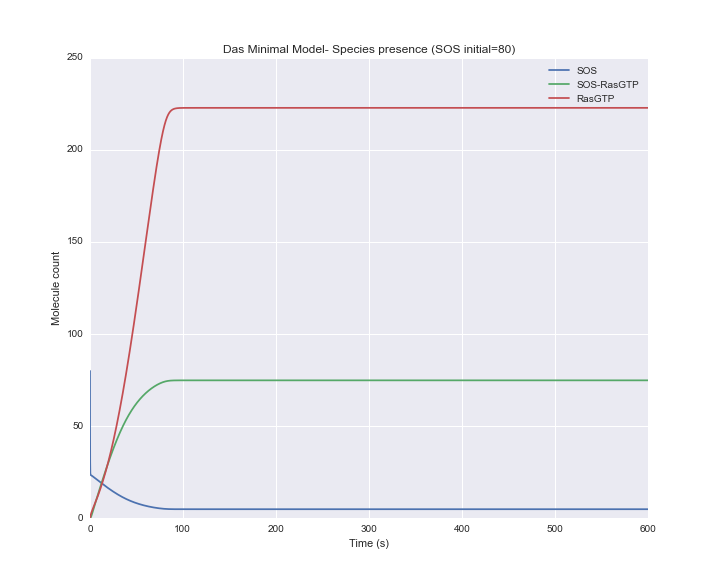 Das Minimal Model- Species presence (SOS initial=80)
250
200
150
100
50
0
Molecule count
SOS
SOS-RasGTP
RasGTP
0 100 200 300 400 500 600
Time (s)